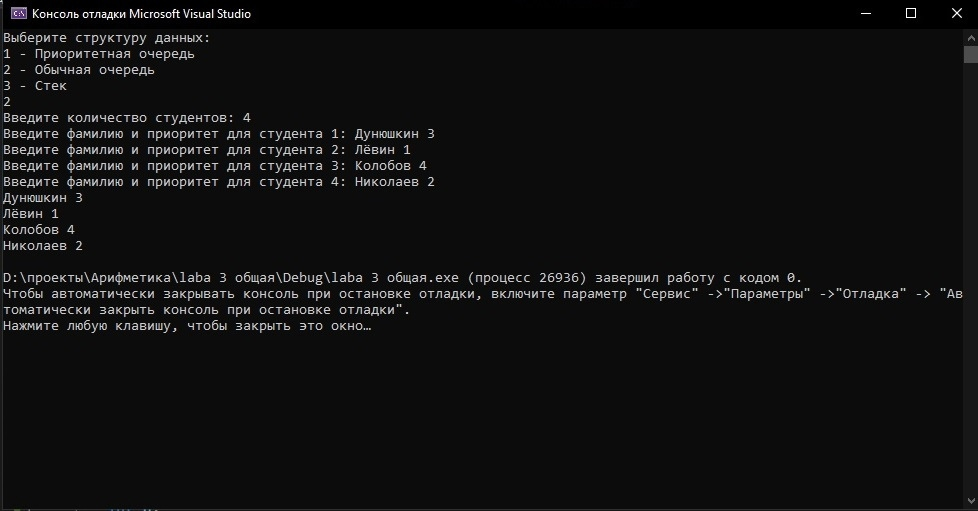 Консоль отладки Microsoft Visual Studio
Выберите структуру данных:
1 - Приоритетная очередь
2 - Обычная очередь
3 - Стек
2
Введите количество студентов: 4
Введите фамилию и приоритет для студента 1: Дунюшкин 3
Введите фамилию и приоритет для студента 2: Лёвин 1
Введите фамилию и приоритет для студента 3: Колобов 4
Введите фамилию и приоритет для студента 4: Николаев 2
Дунюшкин 3
Лёвин 1
Колобов 4
Николаев 2
D:\проекты\Арифметика\laba 3 общая\Debug\laba 3 общая.exe (процесс 26936) завершил работу с кодом 0.
Чтобы автоматически закрывать консоль при остановке отладки, включите параметр "Сервис" ->"Параметры" ->"Отладка" -> "Ав
томатически закрыть консоль при остановке отладки".
Нажмите любую клавишу, чтобы закрыть это окно…